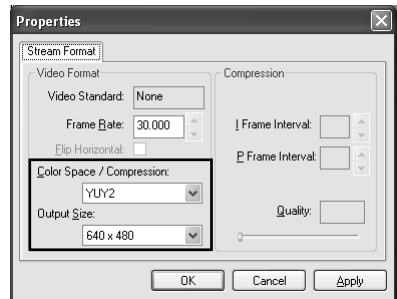 Properties
Stream Format
Video Format
Video Standard: None
Frame Rate: 30.000
Flip Horizontal:
Color Space / Compression:
YUY2
Output Size:
640 x 480
Compression
I Frame Interval:
P Frame Interval:
Quality:
OK Cancel Apply